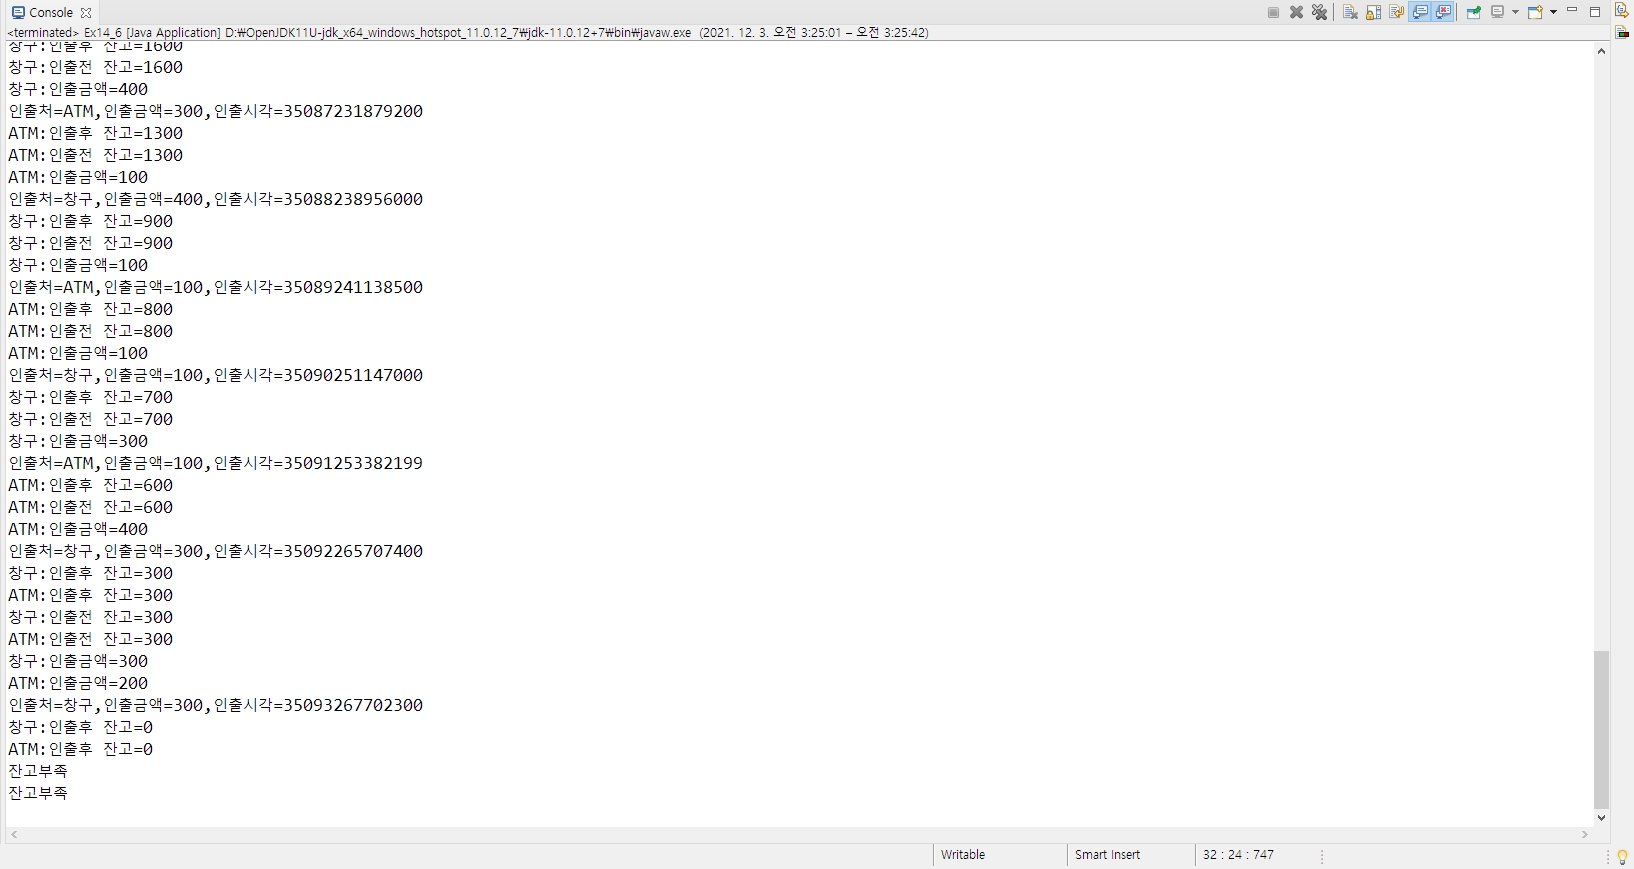 Console
<terminated> Ex14_6 [Java Application] D:₩OpenJDK11U-jdk_x64_windows_hotspot_11.0.12_7₩jdk-11.0.12+7₩bin₩javaw.exe (2021. 12. 3. 오전 3:25:01 – 오전 3:25:42)
창구:인출후 잔고=1600
창구:인출전 잔고=1600
창구:인출금액=400
인출처=ATM,인출금액=300,인출시각=35087231879200
ATM:인출후 잔고=1300
ATM:인출전 잔고=1300
ATM:인출금액=100
인출처=창구,인출금액=400,인출시각=35088238956000
창구:인출후 잔고=900
창구:인출전 잔고=900
창구:인출금액=100
인출처=ATM,인출금액=100,인출시각=35089241138500
ATM:인출후 잔고=800
ATM:인출전 잔고=800
ATM:인출금액=100
인출처=창구,인출금액=100,인출시각=35090251147000
창구:인출후 잔고=700
창구:인출전 잔고=700
창구:인출금액=300
인출처=ATM,인출금액=100,인출시각=35091253382199
ATM:인출후 잔고=600
ATM:인출전 잔고=600
ATM:인출금액=400
인출처=창구,인출금액=300,인출시각=35092265707400
창구:인출후 잔고=300
ATM:인출후 잔고=300
창구:인출전 잔고=300
ATM:인출전 잔고=300
창구:인출금액=300
ATM:인출금액=200
인출처=창구,인출금액=300,인출시각=35093267702300
창구:인출후 잔고=0
ATM:인출후 잔고=0
잔고부족
잔고부족
Writable
Smart Insert
32 : 24 : 747